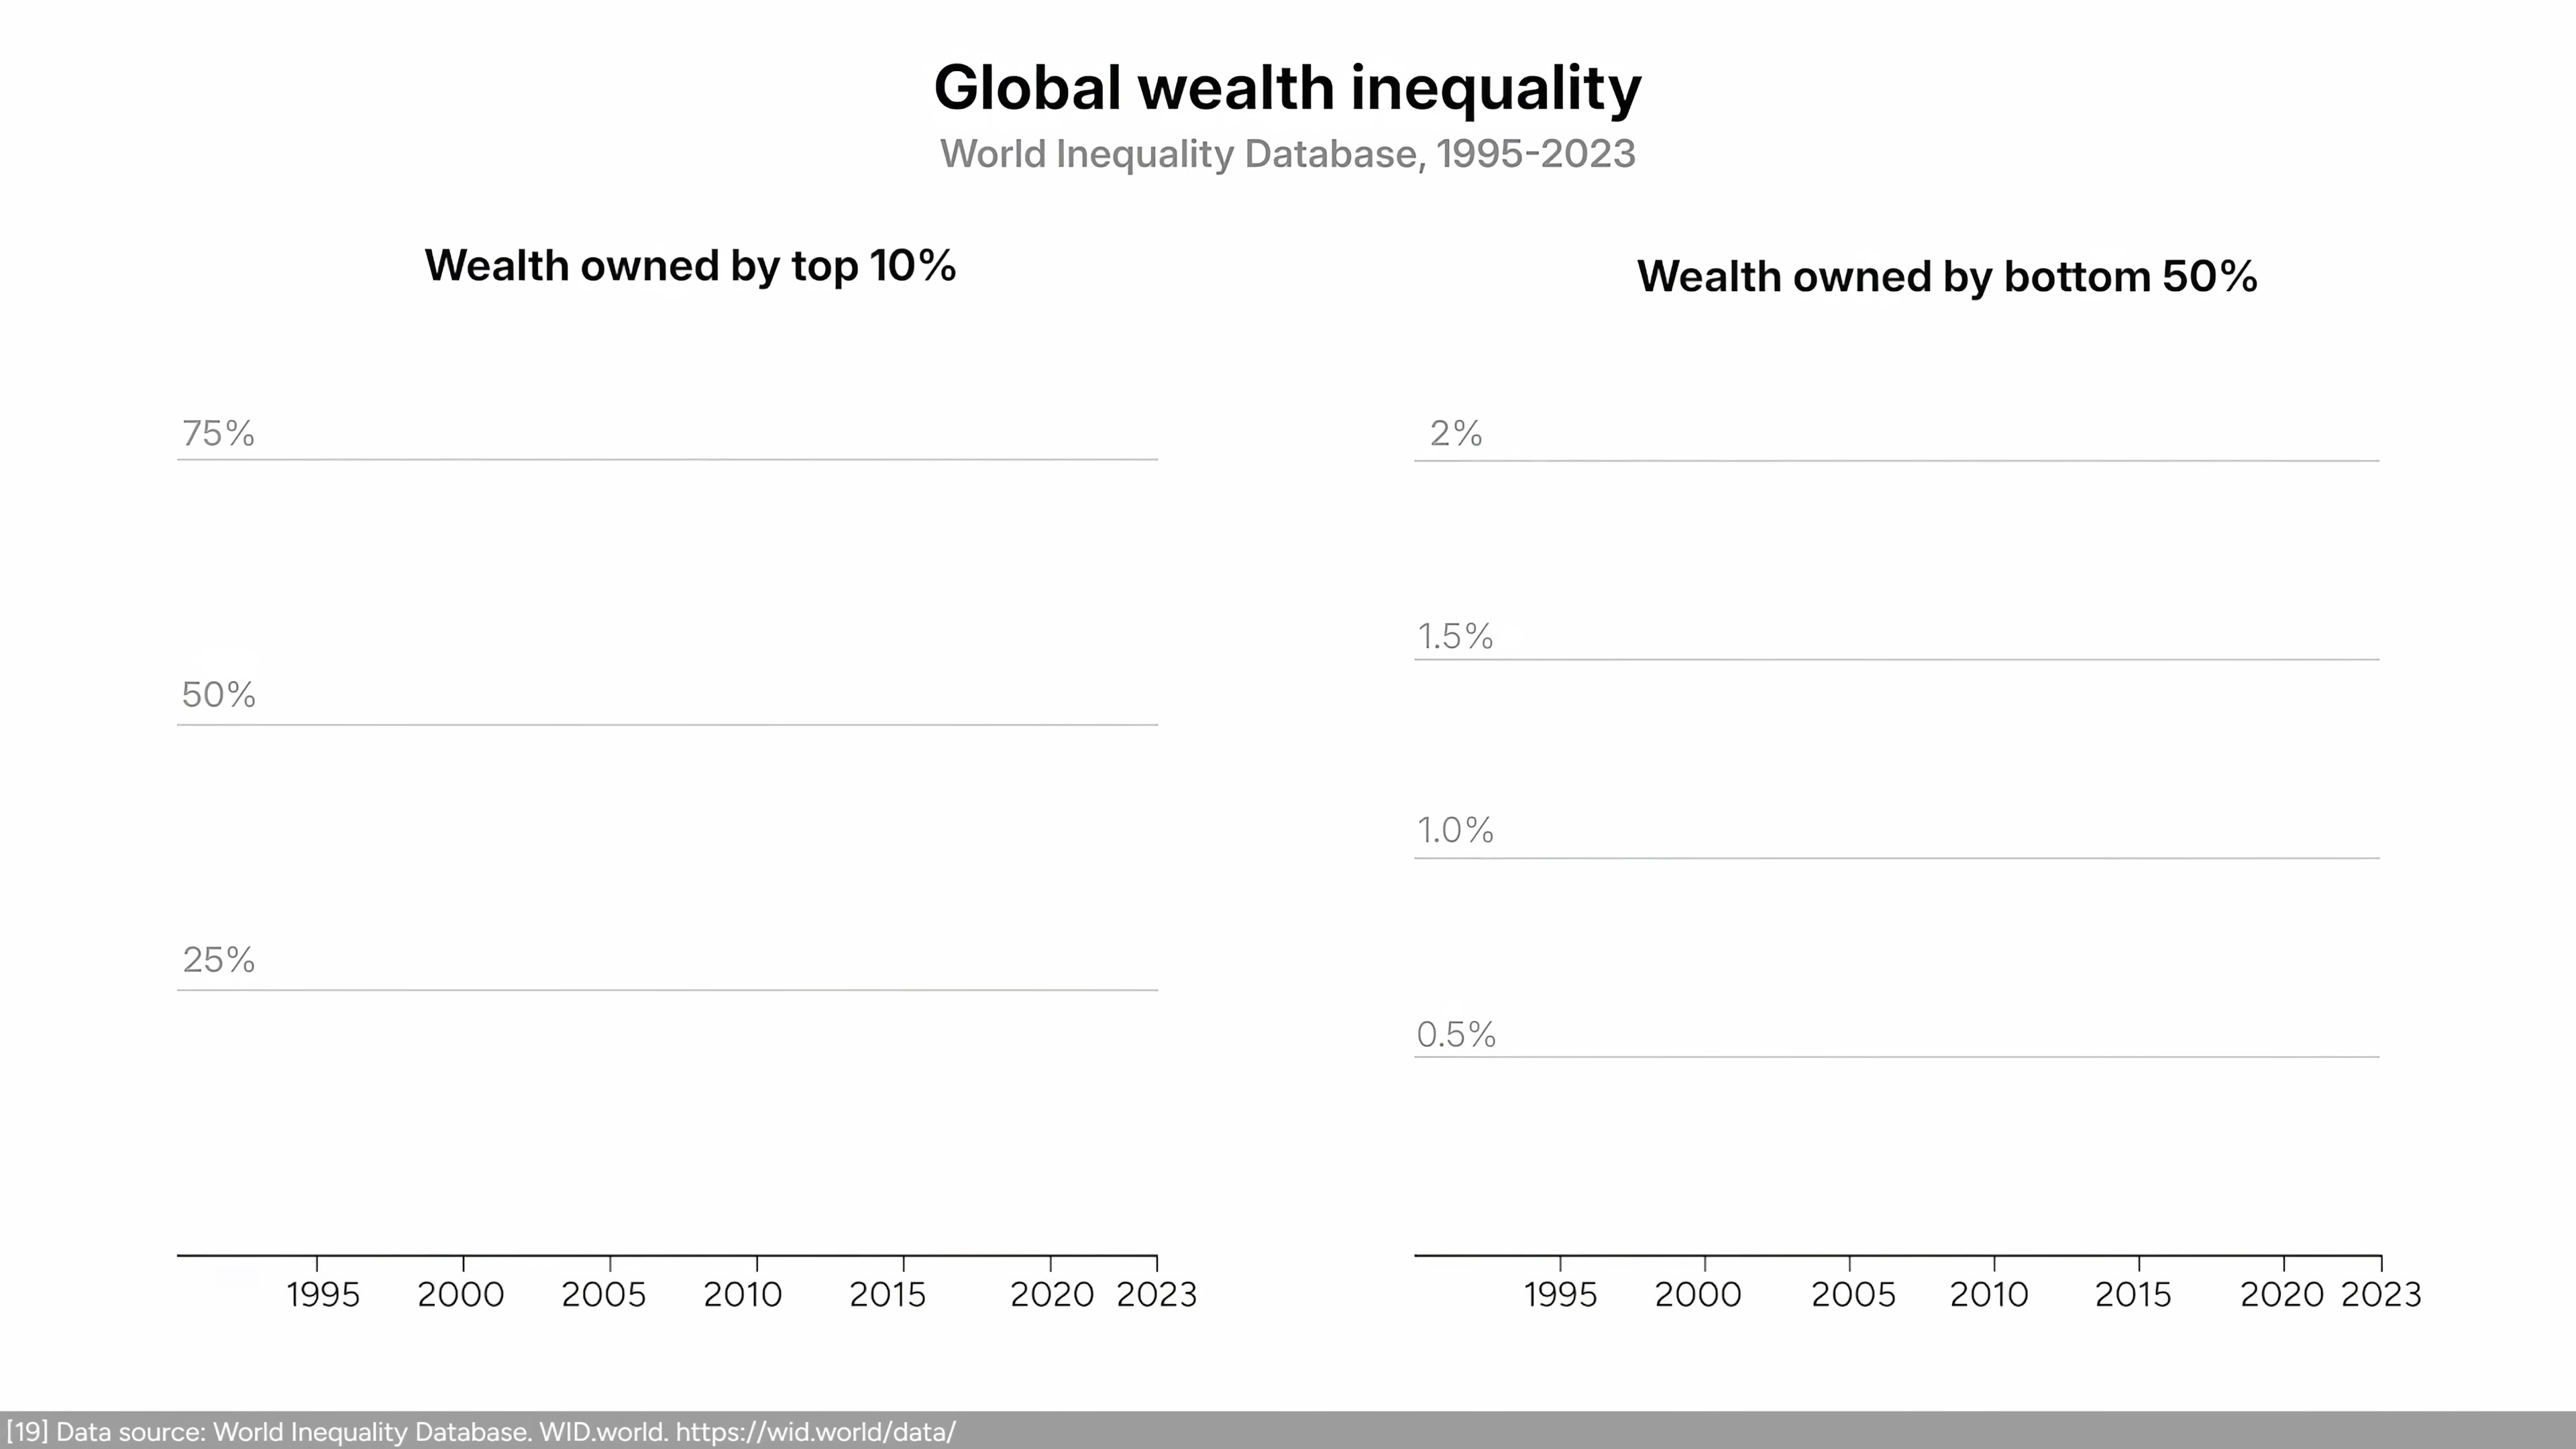 Global wealth inequality
World Inequality Database, 1995-2023
Wealth owned by top 10%
75%
50%
25%
1995 2000 2005 2010 2015 2020 2023
Wealth owned by bottom 50%
2%
1.5%
1.0%
0.5%
1995 2000 2005 2010 2015 2020 2023
[19] Data source: World Inequality Database. WID.world. https://wid.world/data/